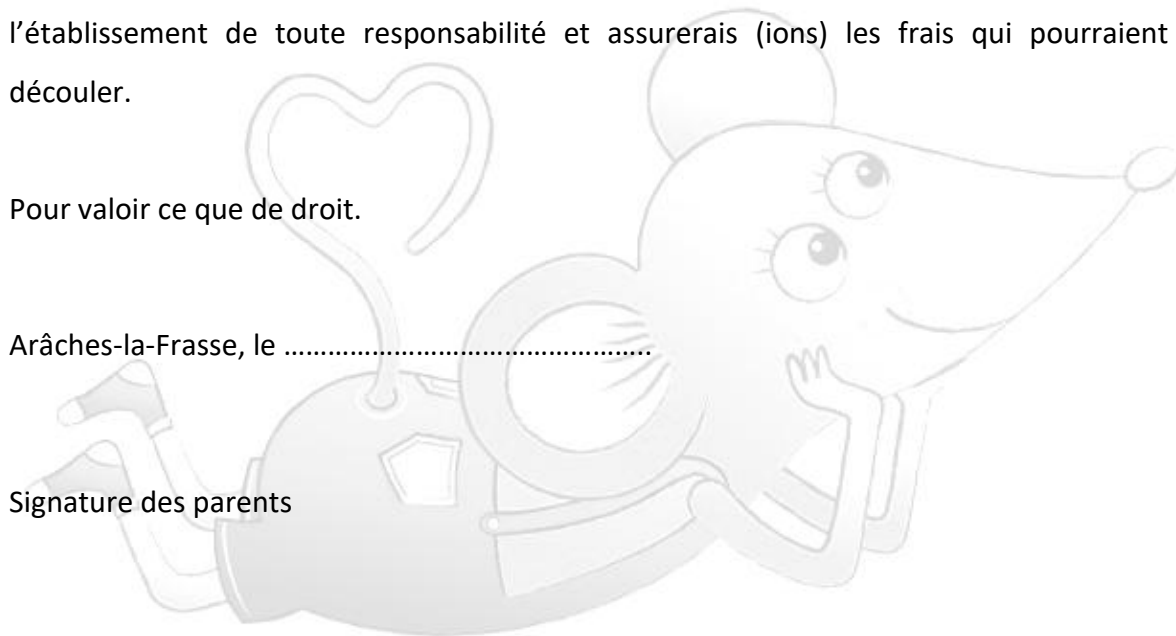 l’établissement de toute responsabilité et assurerais (ions) les frais qui pourraient
découler.
Pour valoir ce que de droit.
Arâches-la-Frasse, le …………………………………………..
Signature des parents